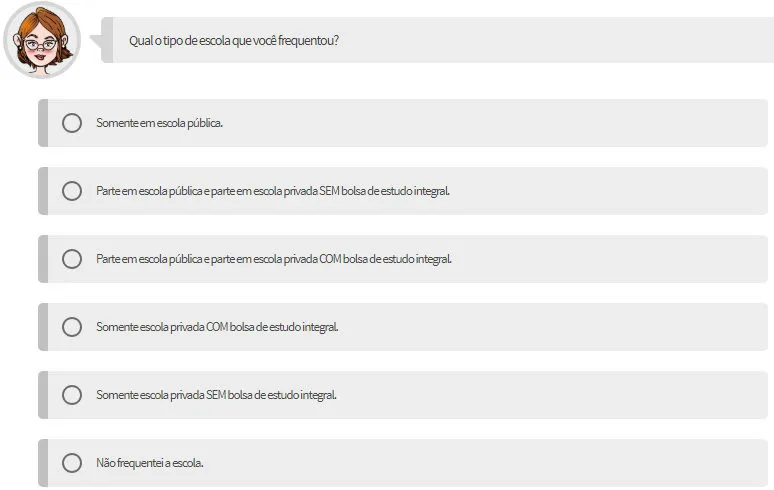 Qual o tipo de escola que você frequentou?
Somente em escola pública.
Parte em escola pública e parte em escola privada SEM bolsa de estudo integral.
Parte em escola pública e parte em escola privada COM bolsa de estudo integral.
Somente escola privada COM bolsa de estudo integral.
Somente escola privada SEM bolsa de estudo integral.
Não frequentei a escola.